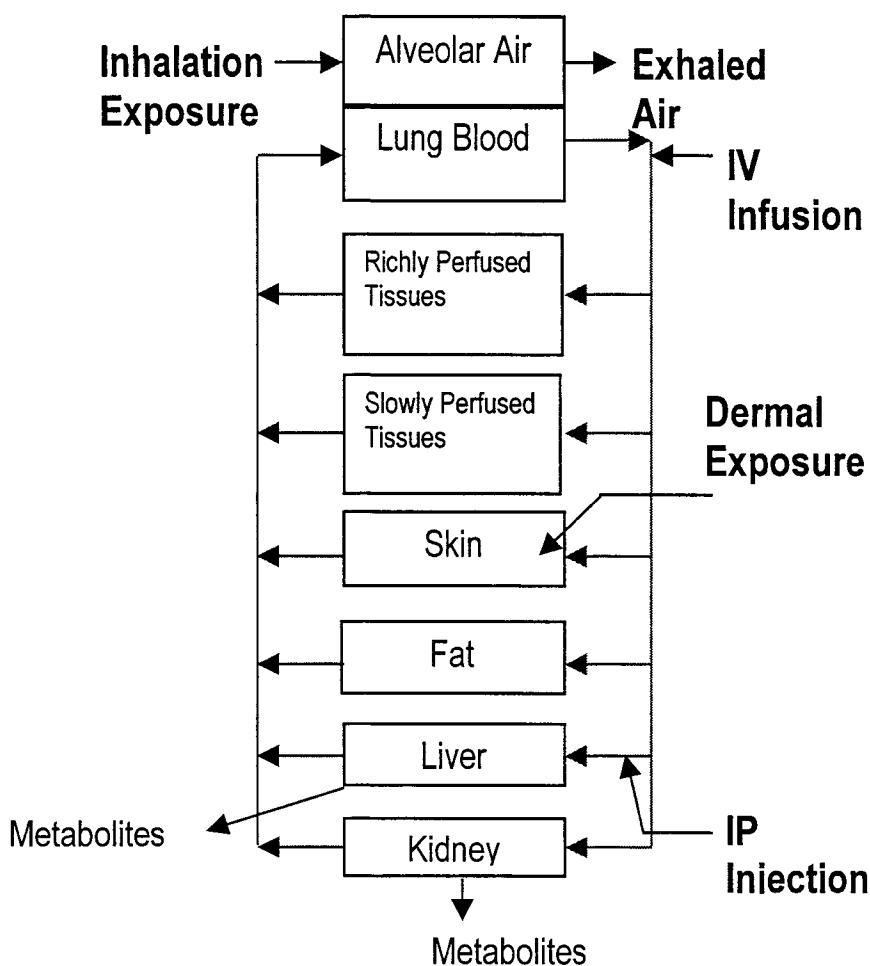 Inhalation
Exposure
Alveolar Air
Exhaled
Air
Lung Blood
IV
Infusion
Richly Perfused
Tissues
Slowly Perfused
Tissues
Dermal
Exposure
Skin
Fat
Liver
Metabolites
Kidney
IP
Injection
Metabolites